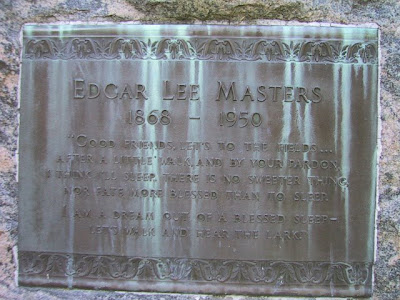 EDGAR LEE MASTERS
1868 - 1950
"GOOD FRIENDS, LET'S TO THE FIELDS...
AFTER A LITTLE WALK, AND BY YOUR PARDON,
I THINK I'LL SLEEP. THERE IS NO SWEETER THING,
NOR FATE MORE BLESSED THAN TO SLEEP.
I AM A DREAM OUT OF A BLESSED SLEEP-
LET'S WALK AND HEAR THE LARK."